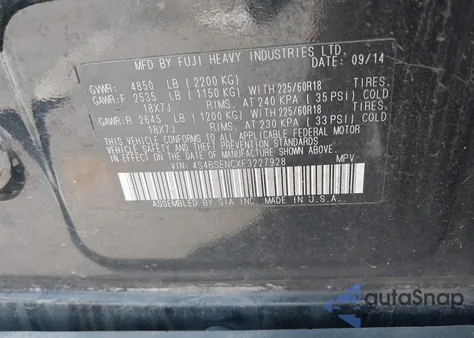 MFD BY FUJI HEAVY INDUSTRIES LTD.
DATE: 09/14
GVWR: 4850 LB (2200 KG)
GAWR:F 2535 LB (1150 KG) WITH 225/60R18 TIRES.
18X7J RIMS. AT 240 KPA (35 PSI) COLD
GAWR:R 2645 LB (1200 KG) WITH 225/60R18 TIRES.
18X7J RIMS. AT 230 KPA (33 PSI) COLD
THIS VEHICLE CONFORMS TO ALL APPLICABLE FEDERAL MOTOR
VEHICLE SAFETY AND THEFT PREVENTION STANDARDS IN
EFFECT ON THE DATE OF MANUFACTURE SHOWN ABOVE.
VIN: 4S4BSENCXF3227928 MPV
ASSEMBLED BY SIA INC. MADE IN U.S.A.
autoSnap